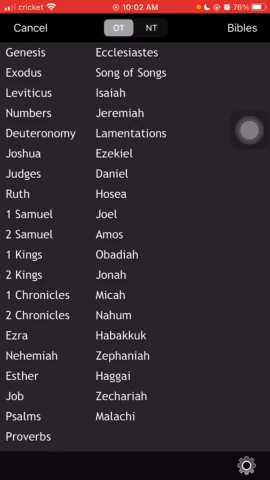 cricket 10:02 AM 76%
Cancel OT NT Bibles
Genesis Ecclesiastes
Exodus Song of Songs
Leviticus Isaiah
Numbers Jeremiah
Deuteronomy Lamentations
Joshua Ezekiel
Judges Daniel
Ruth Hosea
1 Samuel Joel
2 Samuel Amos
1 Kings Obadiah
2 Kings Jonah
1 Chronicles Micah
2 Chronicles Nahum
Ezra Habakkuk
Nehemiah Zephaniah
Esther Haggai
Job Zechariah
Psalms Malachi
Proverbs